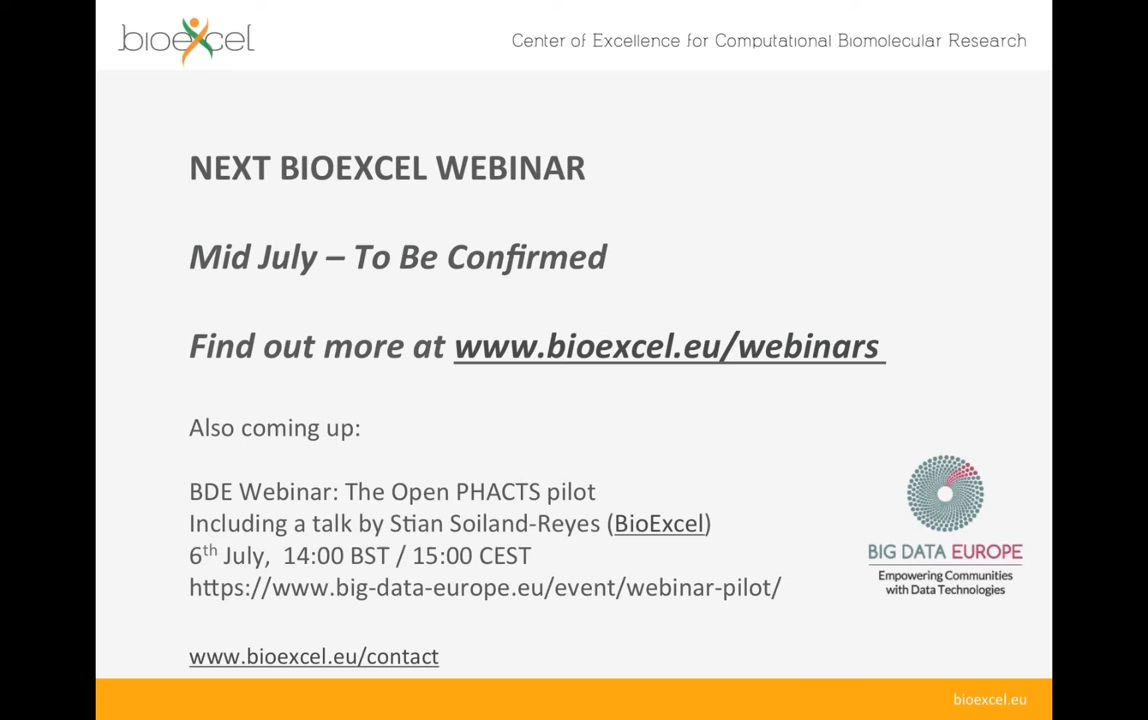 bioexcel
Center of Excellence for Computational Biomolecular Research
NEXT BIOEXCEL WEBINAR
Mid July – To Be Confirmed
Find out more at www.bioexcel.eu/webinars
Also coming up:
BDE Webinar: The Open PHACTS pilot
Including a talk by Stian Soiland-Reyes (BioExcel)
6th July, 14:00 BST / 15:00 CEST
https://www.big-data-europe.eu/event/webinar-pilot/
BIG DATA EUROPE
Empowering Communities
with Data Technologies
www.bioexcel.eu/contact
bioexcel.eu